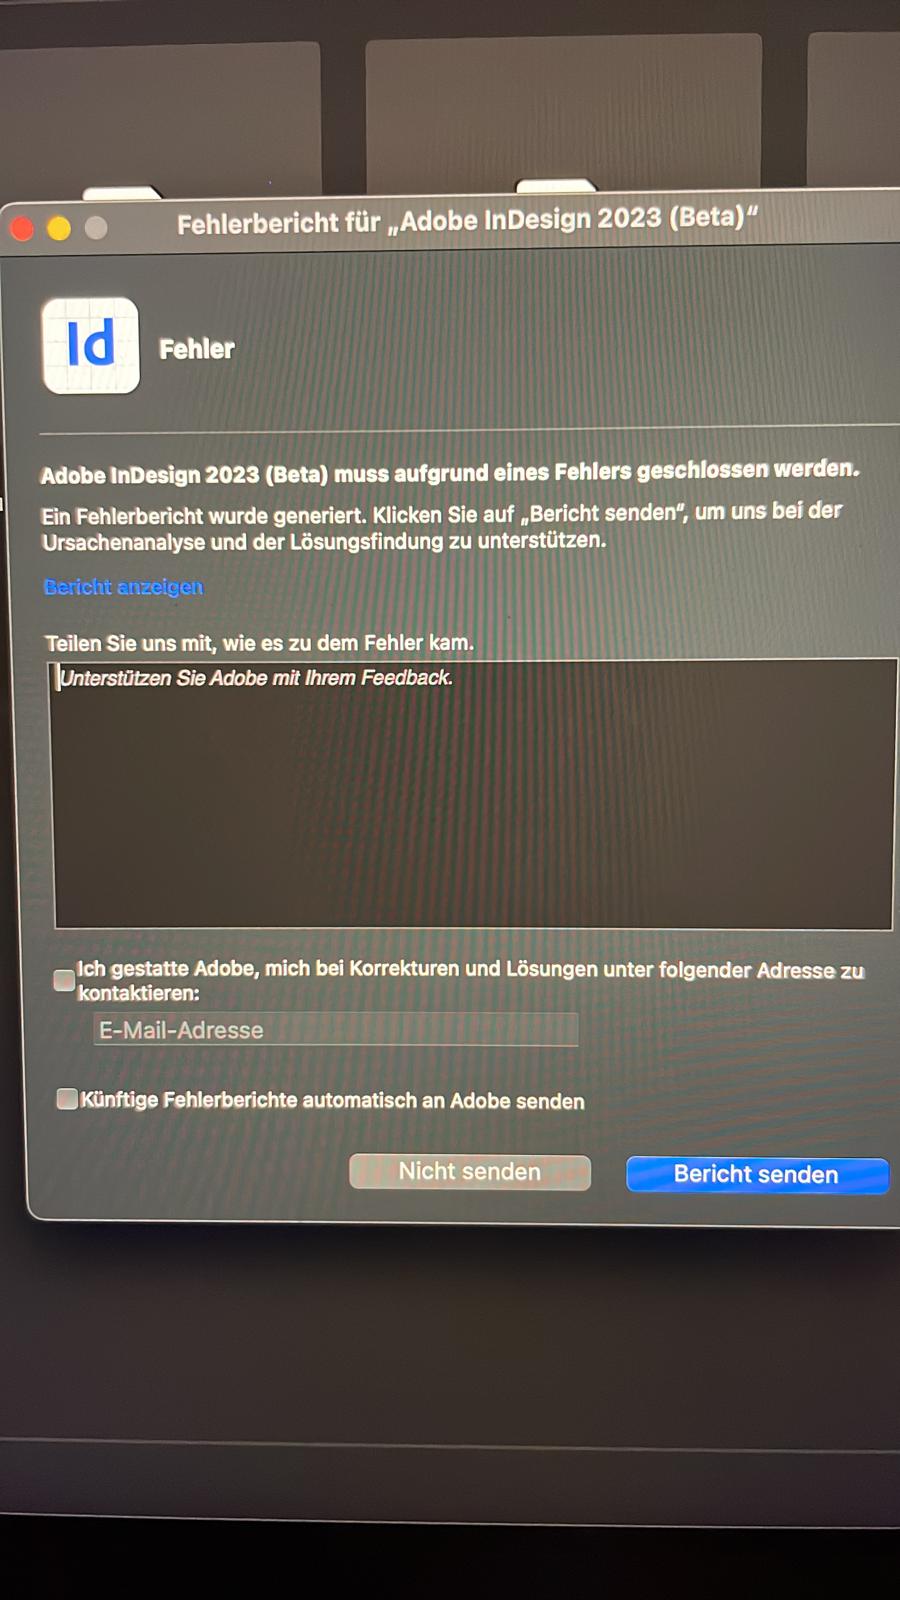 Fehlerbericht für „Adobe InDesign 2023 (Beta)“
Id
Fehler
Adobe InDesign 2023 (Beta) muss aufgrund eines Fehlers geschlossen werden.
Ein Fehlerbericht wurde generiert. Klicken Sie auf „Bericht senden“, um uns bei der
Ursachenanalyse und der Lösungsfindung zu unterstützen.
Bericht anzeigen
Teilen Sie uns mit, wie es zu dem Fehler kam.
Unterstützen Sie Adobe mit Ihrem Feedback.
Ich gestatte Adobe, mich bei Korrekturen und Lösungen unter folgender Adresse zu
kontaktieren:
E-Mail-Adresse
Künftige Fehlerberichte automatisch an Adobe senden
Nicht senden
Bericht senden